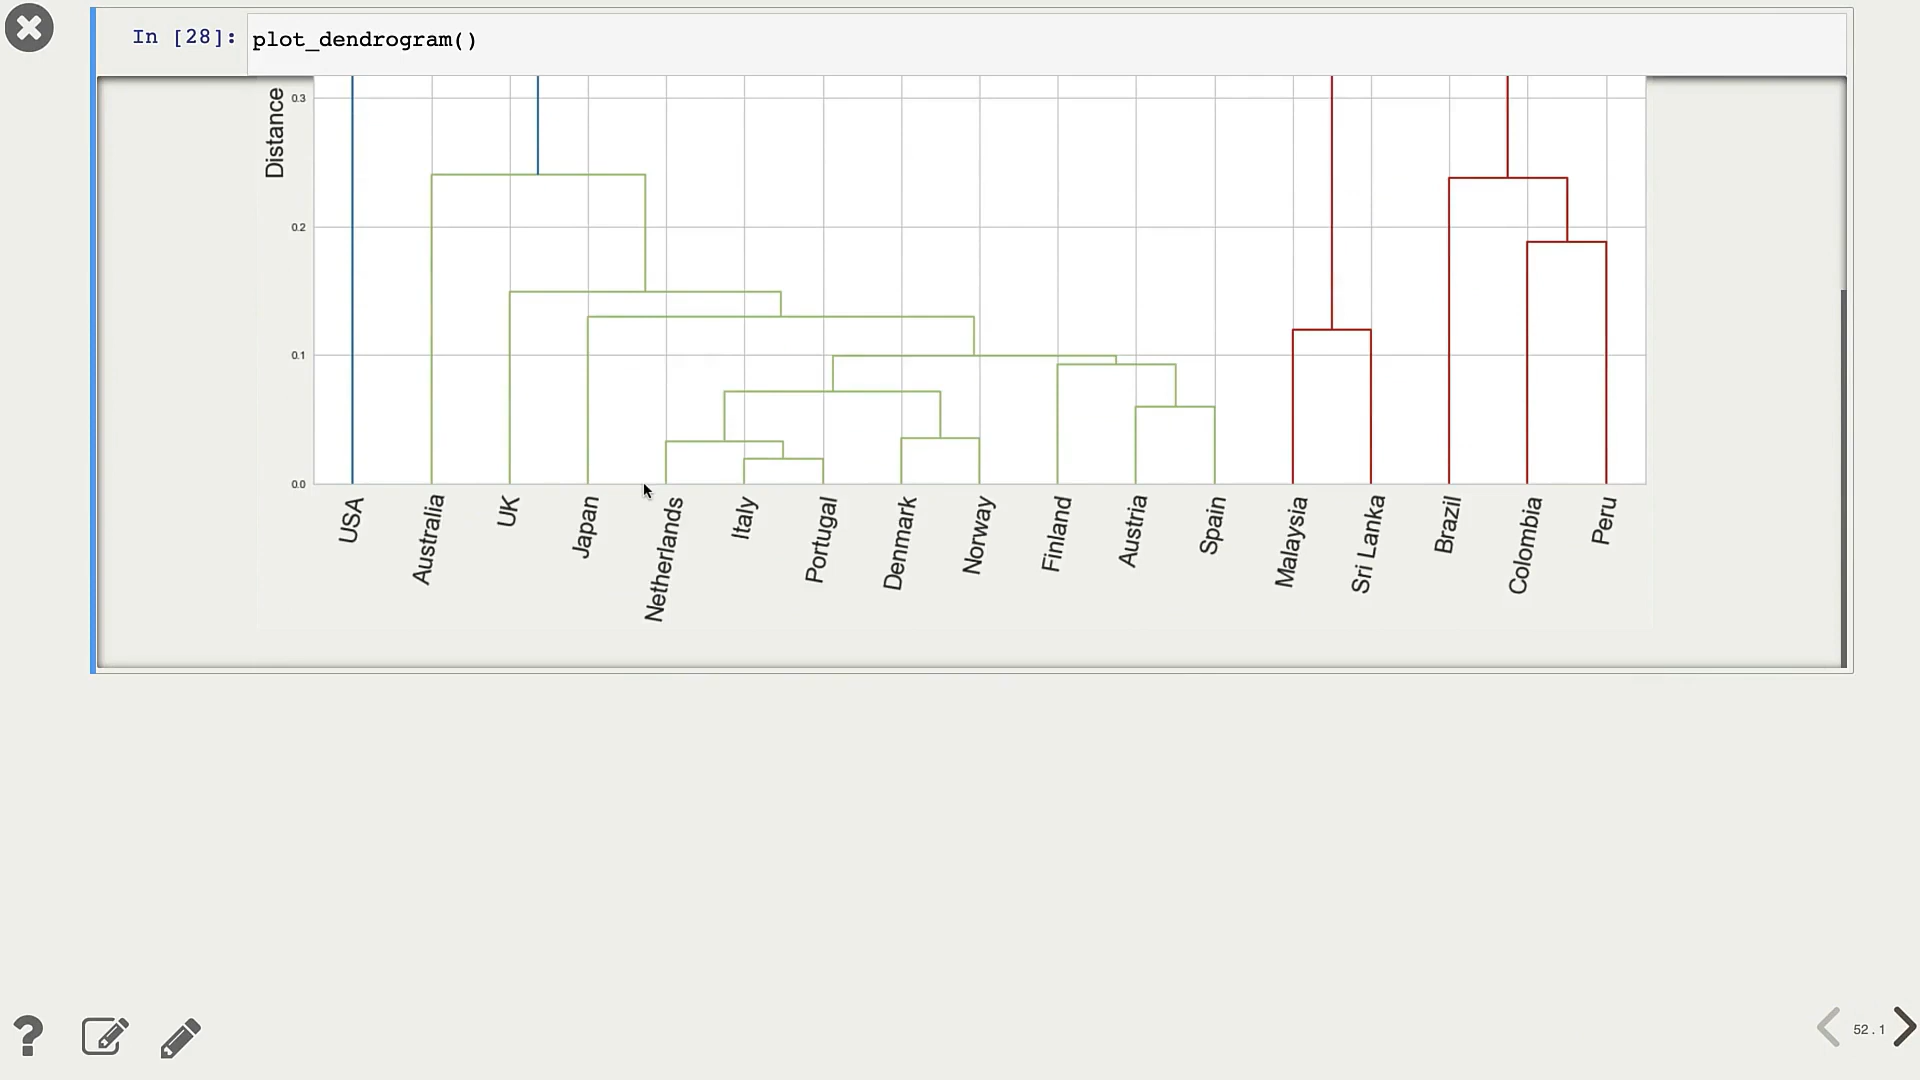 In [28]: plot_dendrogram()
Distance
0.3
0.2
0.1
0.0
USA
Australia
UK
Japan
Netherlands
Italy
Portugal
Denmark
Norway
Finland
Austria
Spain
Malaysia
Sri Lanka
Brazil
Colombia
Peru
52.1